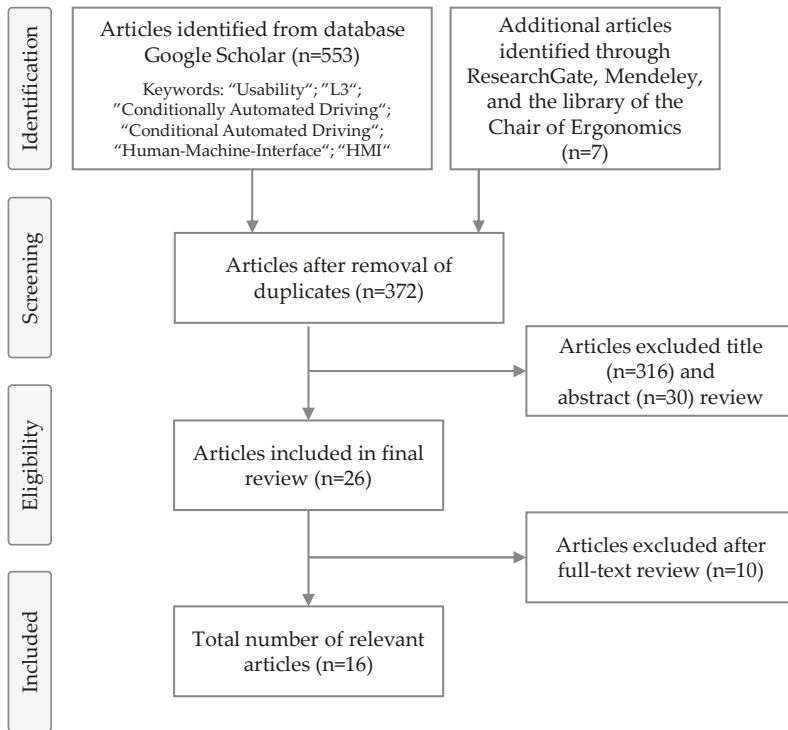 Identification
Articles identified from database
Google Scholar (n=553)
Keywords: “Usability“; ”L3“;
”Conditionally Automated Driving“;
“Conditional Automated Driving“;
“Human-Machine-Interface“; “HMI“
Additional articles
identified through
ResearchGate, Mendeley,
and the library of the
Chair of Ergonomics
(n=7)
Screening
Articles after removal of
duplicates (n=372)
Articles excluded title
(n=316) and
abstract (n=30) review
Eligibility
Articles included in final
review (n=26)
Articles excluded after
full-text review (n=10)
Included
Total number of relevant
articles (n=16)